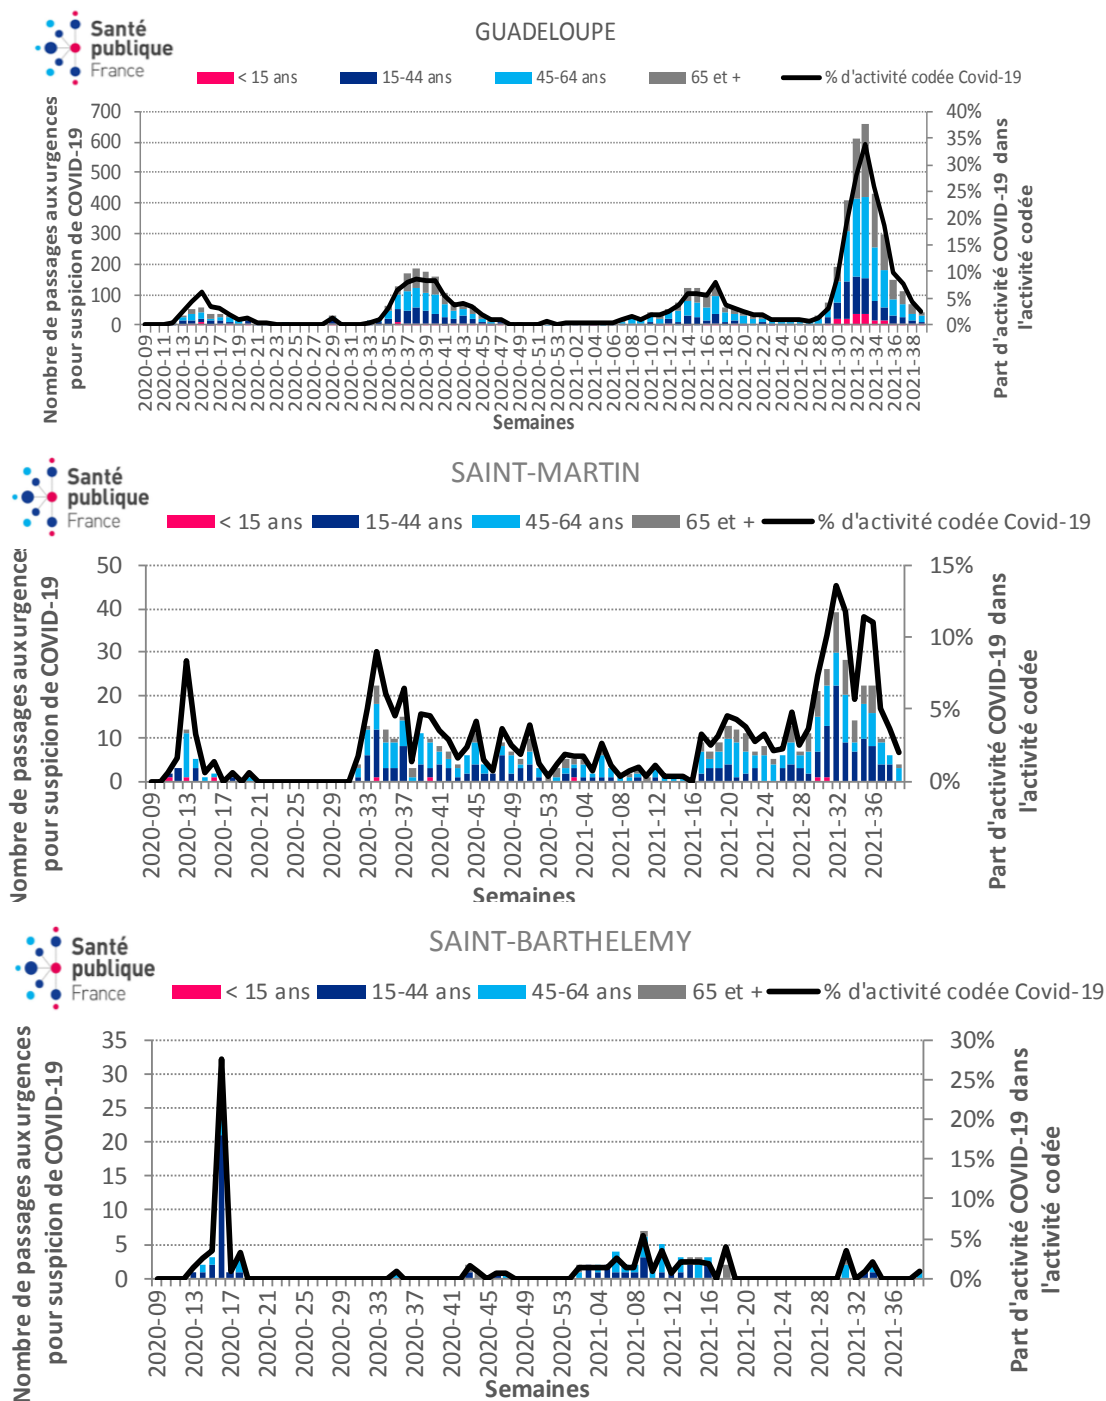 Santé
publique
France
GUADELOUPE
< 15 ans 15-44 ans 45-64 ans 65 et + % d'activité codée Covid-19
Nombre de passages aux urgences
pour suspicion de COVID-19
700
600
500
400
300
200
100
0
40%
35%
30%
25%
20%
15%
10%
5%
0%
Part d'activité COVID-19 dans
l'activité codée
2020-09 2020-11 2020-13 2020-15 2020-17 2020-19 2020-21 2020-23 2020-25 2020-27 2020-29 2020-31 2020-33 2020-35 2020-37 2020-39 2020-41 2020-43 2020-45 2020-47 2020-49 2020-51 2020-53 2021-02 2021-04 2021-06 2021-08 2021-10 2021-12 2021-14 2021-16 2021-18 2021-20 2021-22 2021-24 2021-26 2021-28 2021-30 2021-32 2021-34 2021-36 2021-38
Semaines
Santé
publique
France
SAINT-MARTIN
< 15 ans 15-44 ans 45-64 ans 65 et + % d'activité codée Covid-19
Nombre de passages aux urgences
pour suspicion de COVID-19
50
40
30
20
10
0
15%
10%
5%
0%
Part d'activité COVID-19 dans
l'activité codée
2020-09 2020-13 2020-17 2020-21 2020-25 2020-29 2020-33 2020-37 2020-41 2020-45 2020-49 2020-53 2021-04 2021-08 2021-12 2021-16 2021-20 2021-24 2021-28 2021-32 2021-36
Semaines
Santé
publique
France
SAINT-BARTHELEMY
< 15 ans 15-44 ans 45-64 ans 65 et + % d'activité codée Covid-19
Nombre de passages aux urgences
pour suspicion de COVID-19
35
30
25
20
15
10
5
0
30%
25%
20%
15%
10%
5%
0%
Part d'activité COVID-19 dans
l'activité codée
2020-09 2020-13 2020-17 2020-21 2020-25 2020-29 2020-33 2020-37 2020-41 2020-45 2020-49 2020-53 2021-04 2021-08 2021-12 2021-16 2021-20 2021-24 2021-28 2021-32 2021-36
Semaines